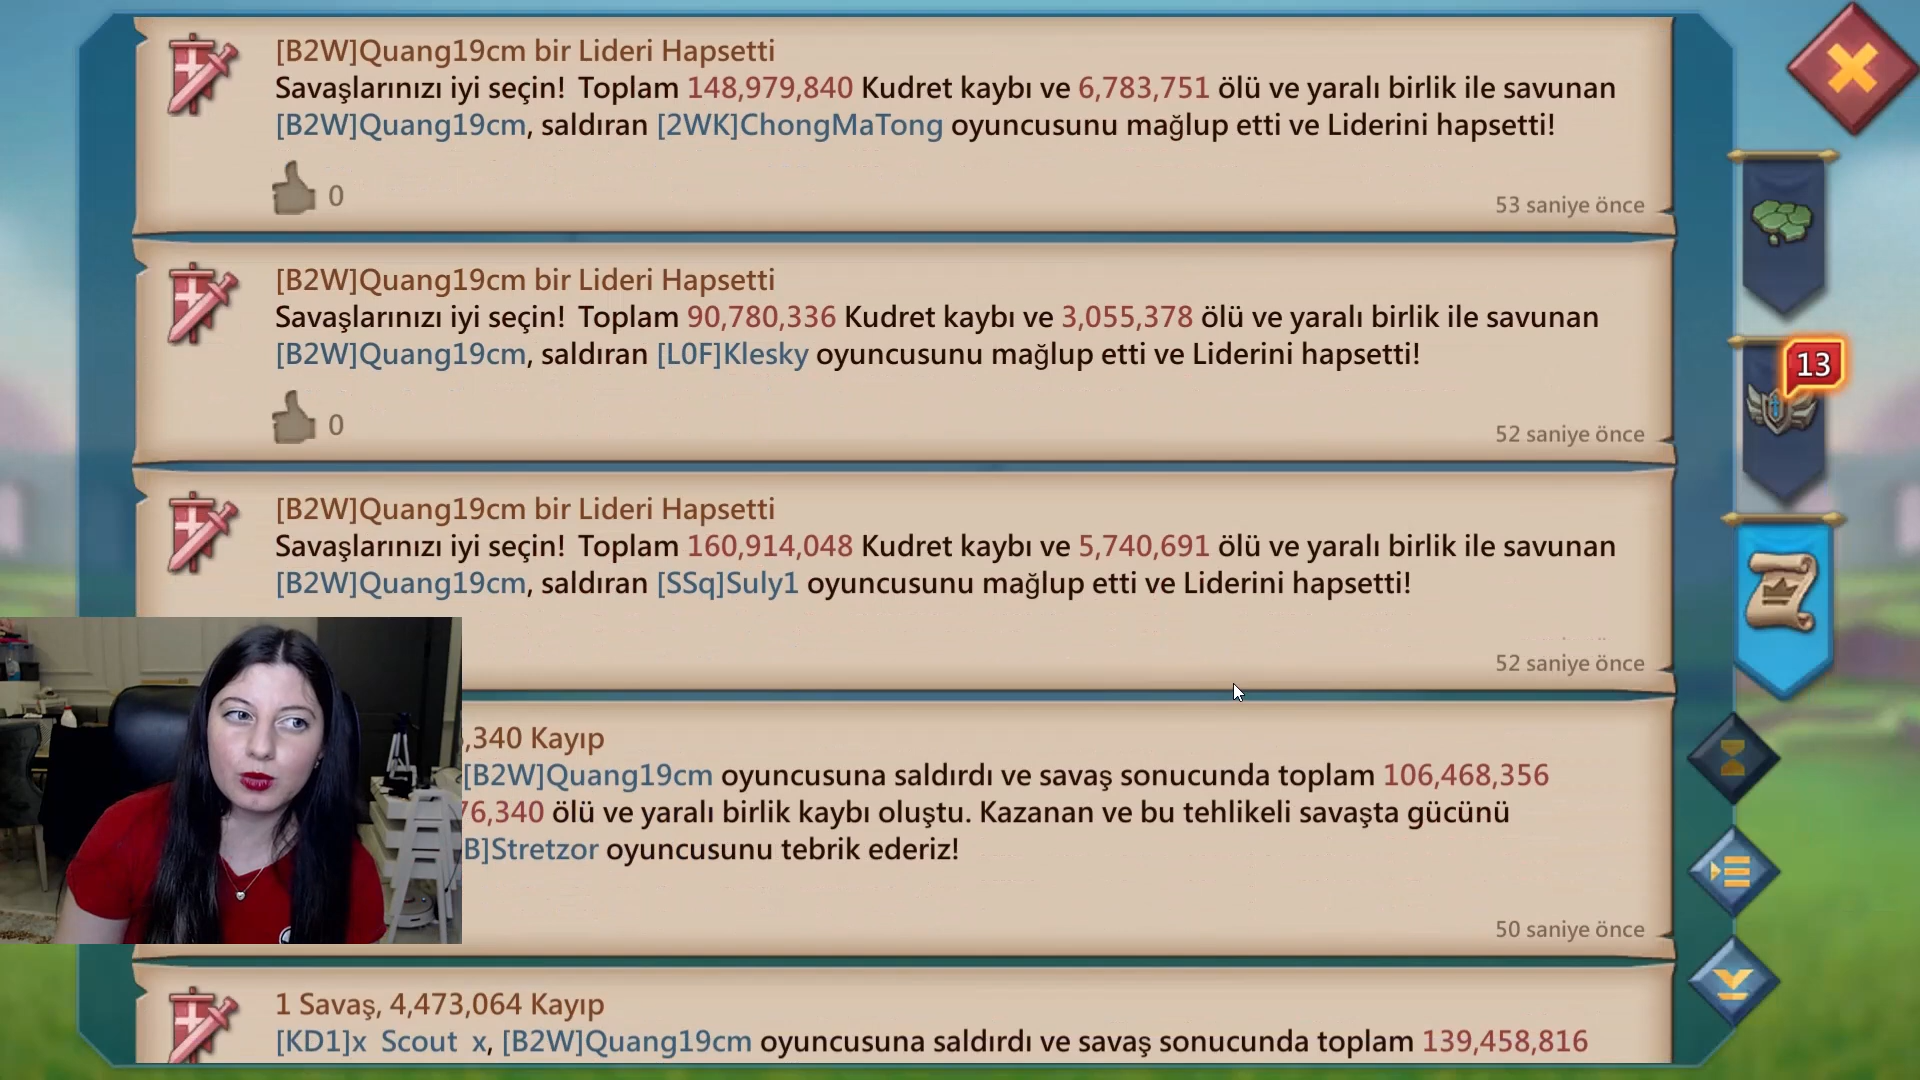 [B2W]Quang19cm bir Lideri Hapsetti
Savaşlarınızı iyi seçin! Toplam 148,979,840 Kudret kaybı ve 6,783,751 ölü ve yaralı birlik ile savunan
[B2W]Quang19cm, saldıran [2WK]ChongMaTong oyuncusunu mağlup etti ve Liderini hapsetti!
0
53 saniye önce
[B2W]Quang19cm bir Lideri Hapsetti
Savaşlarınızı iyi seçin! Toplam 90,780,336 Kudret kaybı ve 3,055,378 ölü ve yaralı birlik ile savunan
[B2W]Quang19cm, saldıran [L0F]Klesky oyuncusunu mağlup etti ve Liderini hapsetti!
0
52 saniye önce
13
[B2W]Quang19cm bir Lideri Hapsetti
Savaşlarınızı iyi seçin! Toplam 160,914,048 Kudret kaybı ve 5,740,691 ölü ve yaralı birlik ile savunan
[B2W]Quang19cm, saldıran [SSq]Suly1 oyuncusunu mağlup etti ve Liderini hapsetti!
52 saniye önce
,340 Kayıp
[B2W]Quang19cm oyuncusuna saldırdı ve savaş sonucunda toplam 106,468,356
76,340 ölü ve yaralı birlik kaybı oluştu. Kazanan ve bu tehlikeli savaşta gücünü
B]Stretzor oyuncusunu tebrik ederiz!
50 saniye önce
1 Savaş, 4,473,064 Kayıp
[KD1]x Scout x, [B2W]Quang19cm oyuncusuna saldırdı ve savaş sonucunda toplam 139,458,816